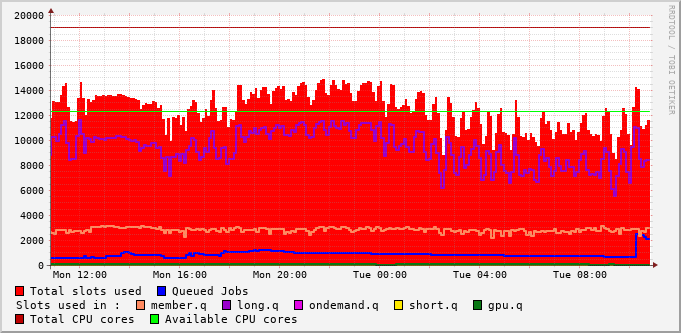 20000
18000
16000
14000
12000
10000
8000
6000
4000
2000
0
Mon 12:00 Mon 16:00 Mon 20:00 Tue 00:00 Tue 04:00 Tue 08:00
RRDTOOL / TOBI OETIKER
Total slots used Queued Jobs
Slots used in : member.q long.q ondemand.q short.q gpu.q
Total CPU cores Available CPU cores